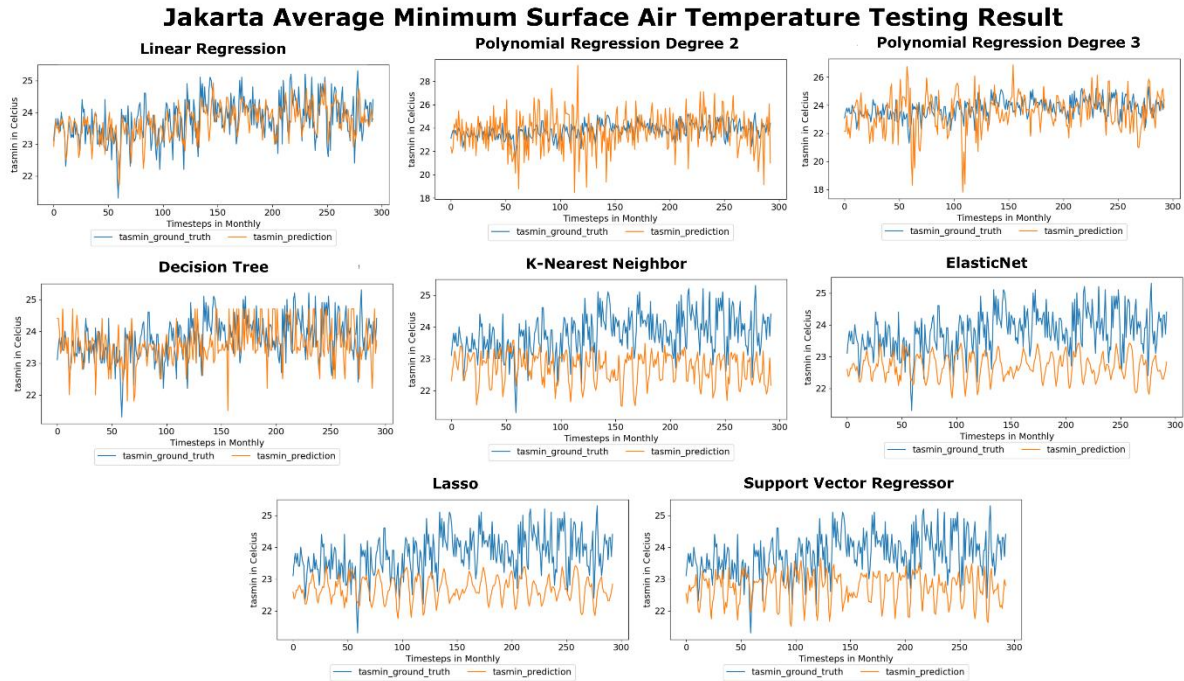 Jakarta Average Minimum Surface Air Temperature Testing Result
Linear Regression
tasmin in Celcius
25
24
23
22
0 50 100 150 200 250 300
Timesteps in Monthly
tasmin_ground_truth tasmin_prediction
Polynomial Regression Degree 2
tasmin in Celcius
28
26
24
22
20
18
0 50 100 150 200 250 300
Timesteps in Monthly
tasmin_ground_truth tasmin_prediction
Polynomial Regression Degree 3
tasmin in Celcius
26
24
22
20
18
0 50 100 150 200 250 300
Timesteps in Monthly
tasmin_ground_truth tasmin_prediction
Decision Tree
tasmin in Celcius
25
24
23
22
0 50 100 150 200 250 300
Timesteps in Monthly
tasmin_ground_truth tasmin_prediction
K-Nearest Neighbor
tasmin in Celcius
25
24
23
22
0 50 100 150 200 250 300
Timesteps in Monthly
tasmin_ground_truth tasmin_prediction
ElasticNet
tasmin in Celcius
25
24
23
22
0 50 100 150 200 250 300
Timesteps in Monthly
tasmin_ground_truth tasmin_prediction
Lasso
tasmin in Celcius
25
24
23
22
0 50 100 150 200 250 300
Timesteps in Monthly
tasmin_ground_truth tasmin_prediction
Support Vector Regressor
tasmin in Celcius
25
24
23
22
0 50 100 150 200 250 300
Timesteps in Monthly
tasmin_ground_truth tasmin_prediction